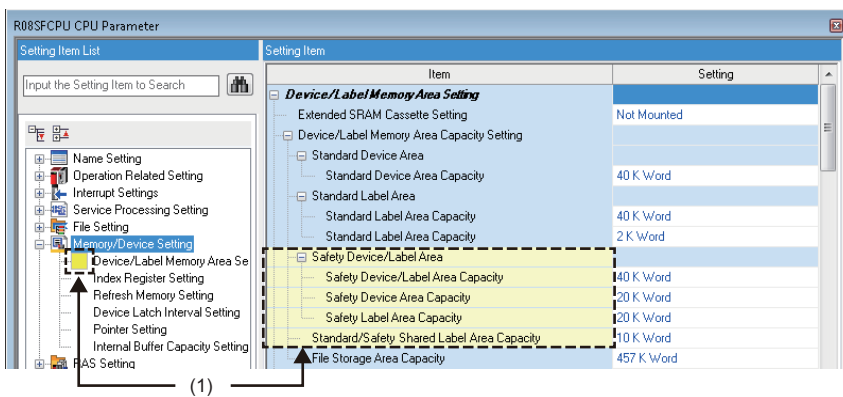 R08SFCPU CPU Parameter
Setting Item List
Setting Item
Input the Setting Item to Search
Item Setting
Device/Label Memory Area Setting
Extended SRAM Cassette Setting Not Mounted
Device/Label Memory Area Capacity Setting
Standard Device Area
Standard Device Area Capacity 40 K Word
Standard Label Area
Standard Label Area Capacity 40 K Word
Standard Label Area Capacity 2 K Word
Safety Device/Label Area
Safety Device/Label Area Capacity 40 K Word
Safety Device Area Capacity 20 K Word
Safety Label Area Capacity 20 K Word
Standard/Safety Shared Label Area Capacity 10 K Word
File Storage Area Capacity 457 K Word
Name Setting
Operation Related Setting
Interrupt Settings
Service Processing Setting
File Setting
Memory/Device Setting
Device/Label Memory Area Se
Index Register Setting
Refresh Memory Setting
Device Latch Interval Setting
Pointer Setting
Internal Buffer Capacity Setting
RAS Setting
(1)